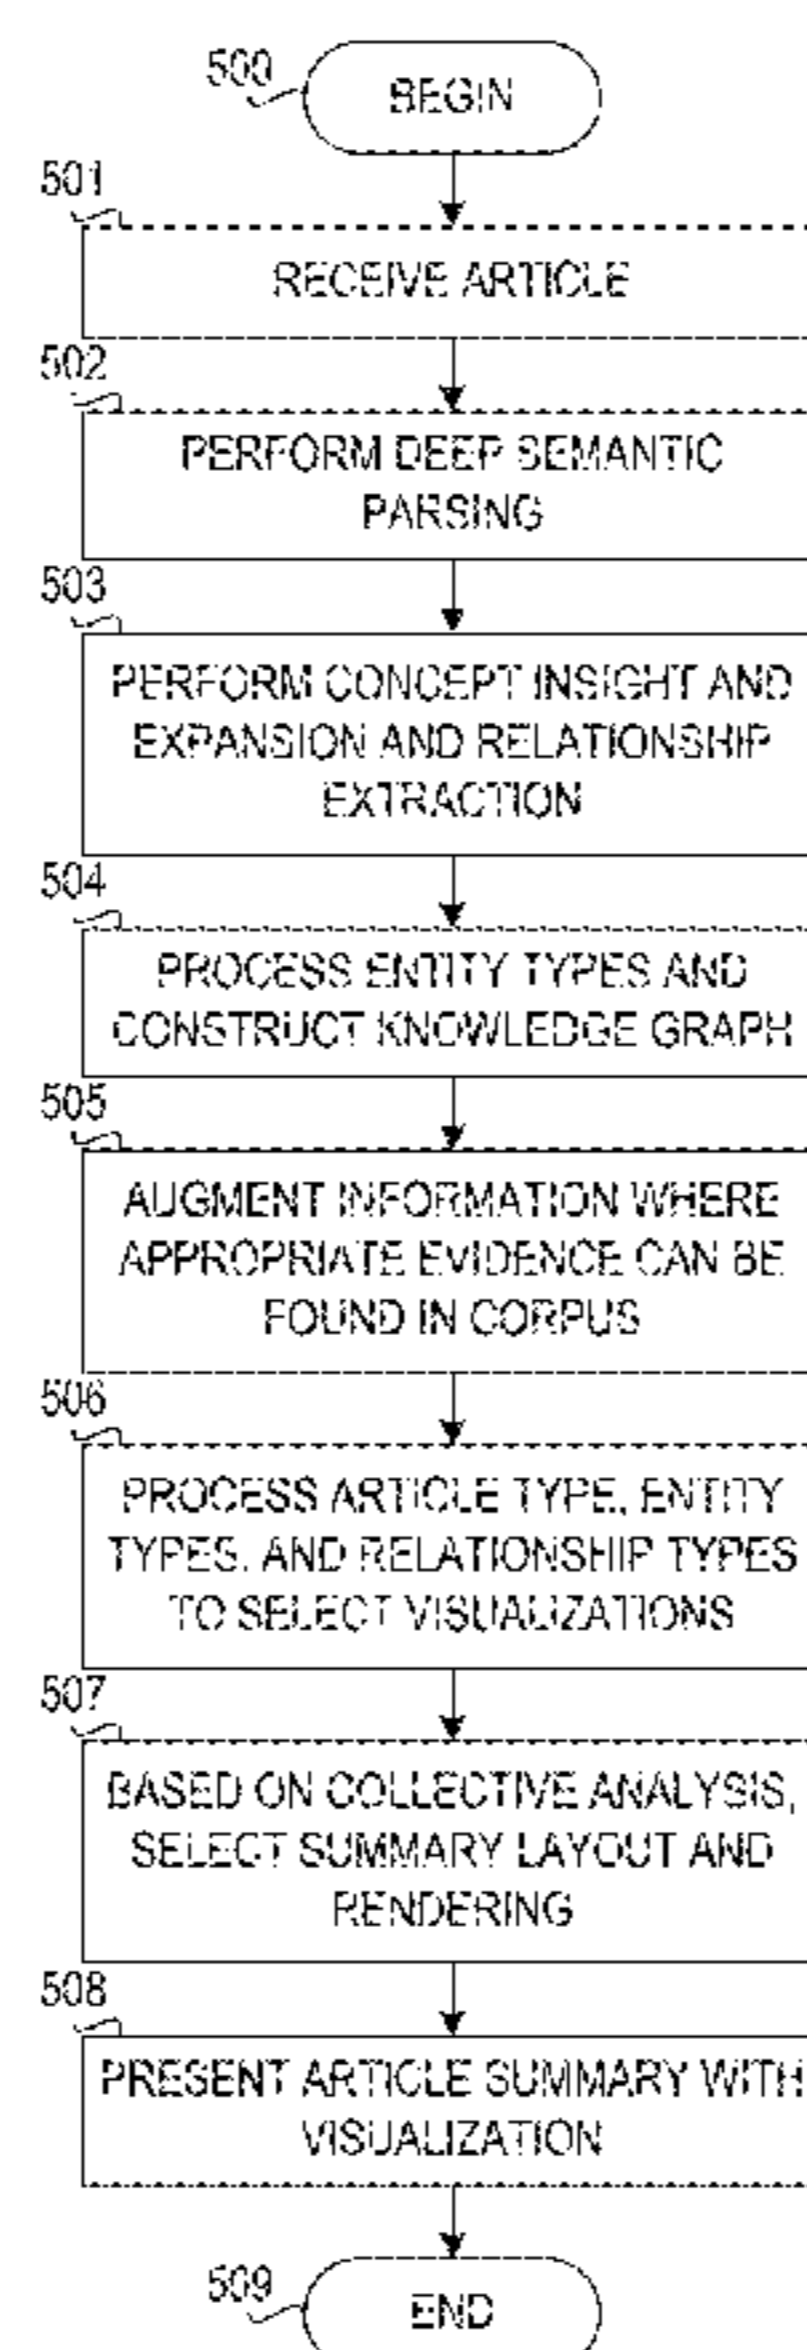 500
BEGIN
501
RECEIVE ARTICLE
502
PERFORM DEEP SEMANTIC
PARSING
503
PERFORM CONCEPT INSIGHT AND
EXPANSION AND RELATIONSHIP
EXTRACTION
504
PROCESS ENTITY TYPES AND
CONSTRUCT KNOWLEDGE GRAPH
505
AUGMENT INFORMATION WHERE
APPROPRIATE EVIDENCE CAN BE
FOUND IN CORPUS
506
PROCESS ARTICLE TYPE, ENTITY
TYPES, AND RELATIONSHIP TYPES
TO SELECT VISUALIZATIONS
507
BASED ON COLLECTIVE ANALYSIS,
SELECT SUMMARY LAYOUT AND
RENDERING
508
PRESENT ARTICLE SUMMARY WITH
VISUALIZATION
509
END